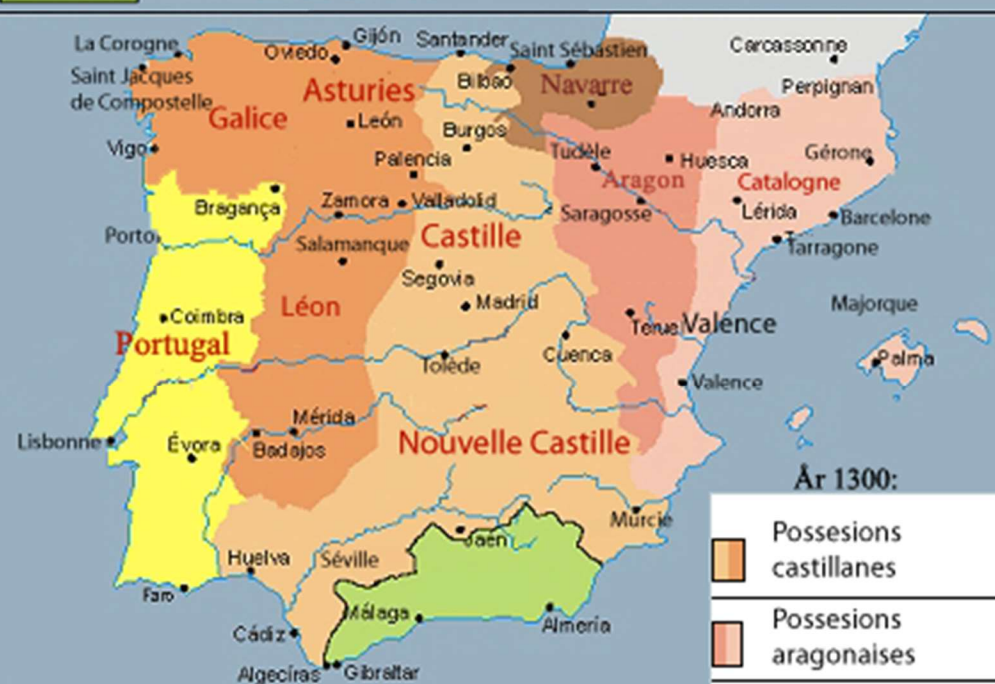 La Corogne
Gijón
Oviedo
Santander
Saint Sébastien
Carcassonne
Saint Jacques
de Compostelle
Asturies
Bilbao
Navarre
Perpignan
Galice
León
Burgos
Andorra
Vigo
Palencia
Tudèle
Huesca
Gérone
Aragon
Catalogne
Bragança
Zamora
Valladolid
Saragosse
Lérida
Barcelone
Porto
Salamanque
Castille
Tarragone
Segovia
Madrid
Majorque
Coimbra
Léon
Teruel
Valence
Portugal
Tolède
Cuenca
Palma
Valence
Mérida
Lisbonne
Évora
Badajos
Nouvelle Castille
År 1300:
Murcie
Possesions
castillanes
Jaén
Huelva
Séville
Faro
Málaga
Almería
Possesions
aragonaises
Cádiz
Algecíras
Gibraltar